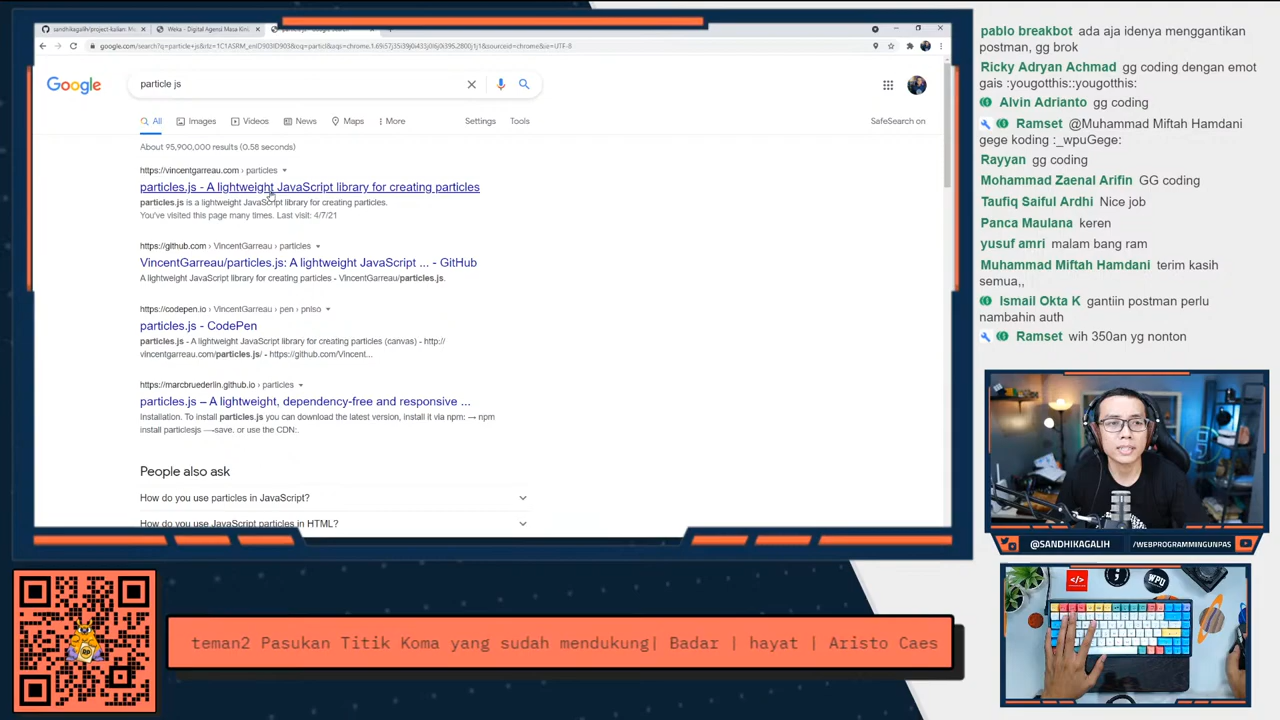 sandhikagalih/project-kalian: Me
Weka - Digital Agensi Masa Kini
Google
particle js
All
Images
Videos
News
Maps
More
Settings
Tools
SafeSearch on
About 95,900,000 results (0.58 seconds)
https://vincentgarreau.com › particles
particles.js - A lightweight JavaScript library for creating particles
particles.js is a lightweight JavaScript library for creating particles.
You've visited this page many times. Last visit: 4/7/21
https://github.com › VincentGarreau › particles
VincentGarreau/particles.js: A lightweight JavaScript ... - GitHub
A lightweight JavaScript library for creating particles - VincentGarreau/particles.js.
https://codepen.io › VincentGarreau › pen › pnlso
particles.js - CodePen
particles.js - A lightweight JavaScript library for creating particles (canvas) - http://
vincentgarreau.com/particles.js/ - https://github.com/Vincent...
https://marcbruederlin.github.io › particles
particles.js – A lightweight, dependency-free and responsive ...
Installation. To install particles.js you can download the latest version, install it via npm: → npm
install particlesjs —-save. or use the CDN:.
People also ask
How do you use particles in JavaScript?
How do you use JavaScript particles in HTML?
pablo breakbot ada aja idenya menggantikan
postman, gg brok
Ricky Adryan Achmad gg coding dengan emot
gais :yougotthis::yougotthis:
Alvin Adrianto gg coding
Ramset @Muhammad Miftah Hamdani
gege koding :_wpuGege:
Rayyan gg coding
Mohammad Zaenal Arifin GG coding
Taufiq Saiful Ardhi Nice job
Panca Maulana keren
yusuf amri malam bang ram
Muhammad Miftah Hamdani terim kasih
semua,,
Ismail Okta K gantiin postman perlu
nambahin auth
Ramset wih 350an yg nonton
@SANDHIKAGALIH
/WEBPROGRAMMINGUNPAS
WPU
teman2 Pasukan Titik Koma yang sudah mendukung| Badar | hayat | Aristo Caes